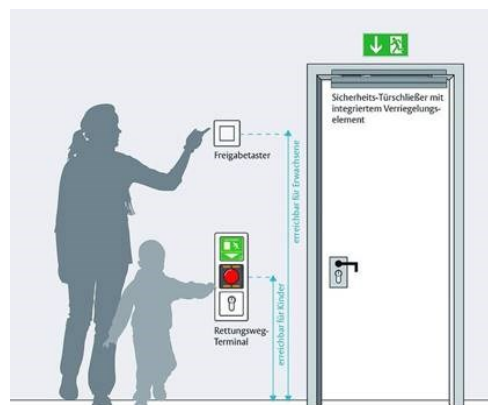 Sicherheits-Türschließer mit
integriertem Verriegelungs-
element
Freigabetaster
erreichbar für Erwachsene
erreichbar für Kinder
Rettungsweg-
Terminal